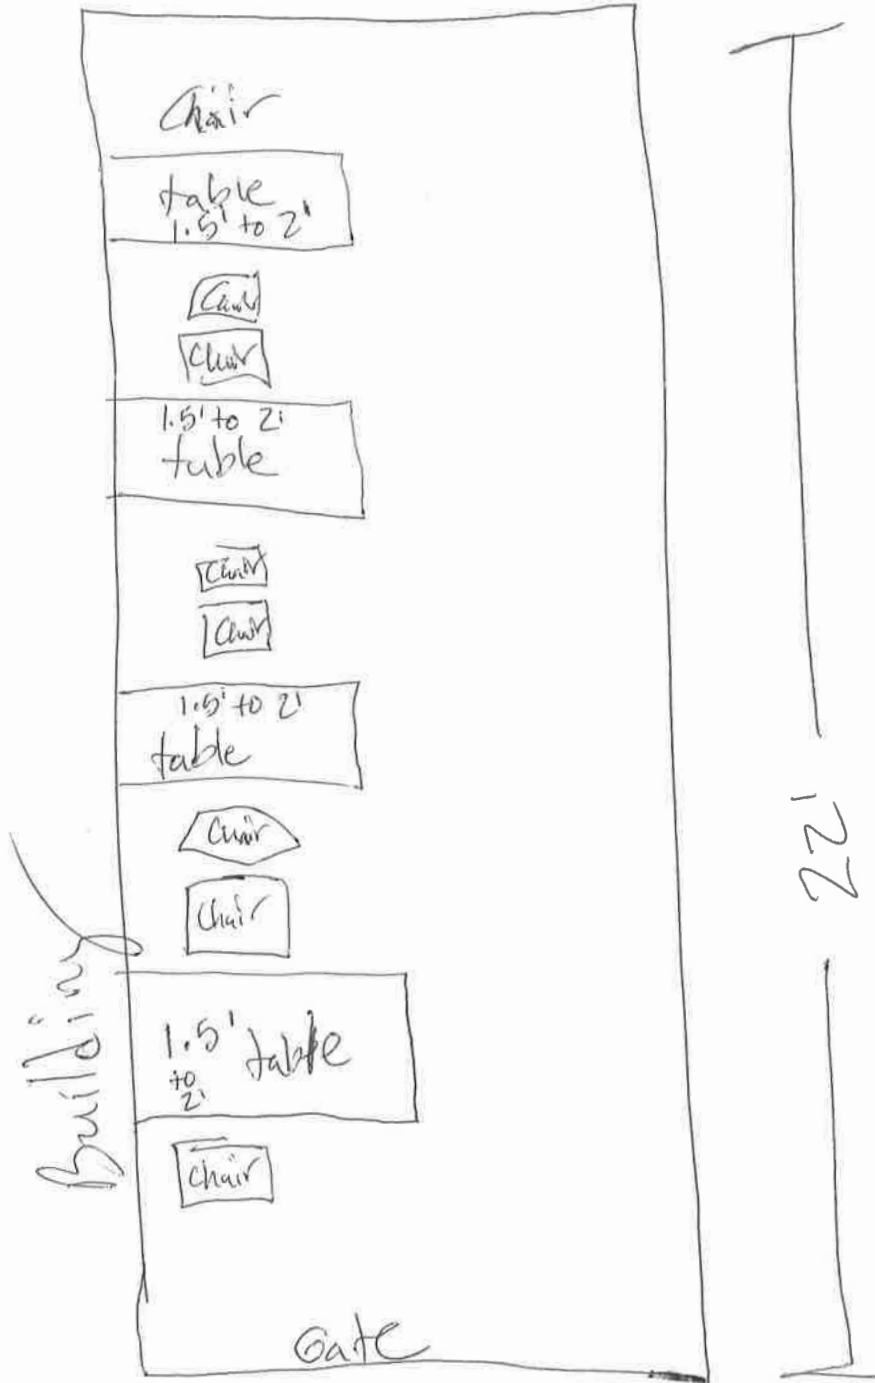 Chair
table
1.5' to 2'
Chair
Chair
1.5' to 2'
table
Chair
Chair
1.5' to 2'
table
Chair
Chair
1.5' table
to
2'
Chair
Gate
Building
22'